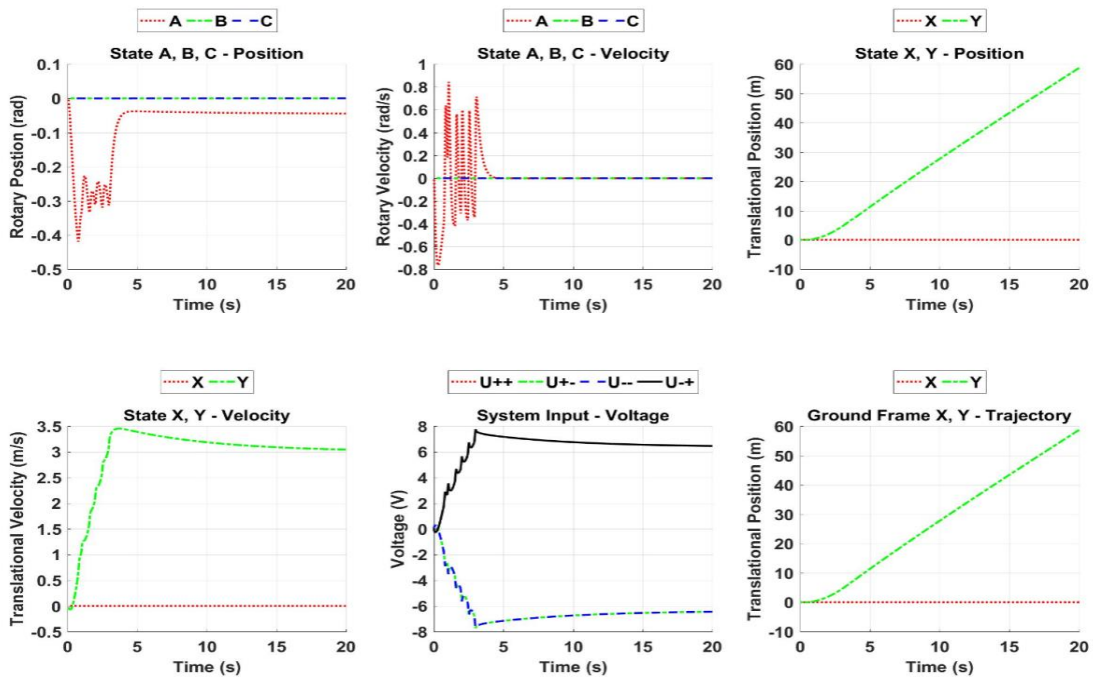 A B C
State A, B, C - Position
0.1
0
-0.1
-0.2
-0.3
-0.4
-0.5
Rotary Postion (rad)
0 5 10 15 20
Time (s)
A B C
State A, B, C - Velocity
1
0.8
0.6
0.4
0.2
0
-0.2
-0.4
-0.6
-0.8
Rotary Velocity (rad/s)
0 5 10 15 20
Time (s)
X Y
State X, Y - Position
60
50
40
30
20
10
0
-10
Translational Position (m)
0 5 10 15 20
Time (s)
X Y
State X, Y - Velocity
3.5
3
2.5
2
1.5
1
0.5
0
-0.5
Translational Velocity (m/s)
0 5 10 15 20
Time (s)
U++ U+- U-- U-+
System Input - Voltage
8
6
4
2
0
-2
-4
-6
-8
Voltage (V)
0 5 10 15 20
Time (s)
X Y
Ground Frame X, Y - Trajectory
60
50
40
30
20
10
0
-10
Translational Position (m)
0 5 10 15 20
Time (s)